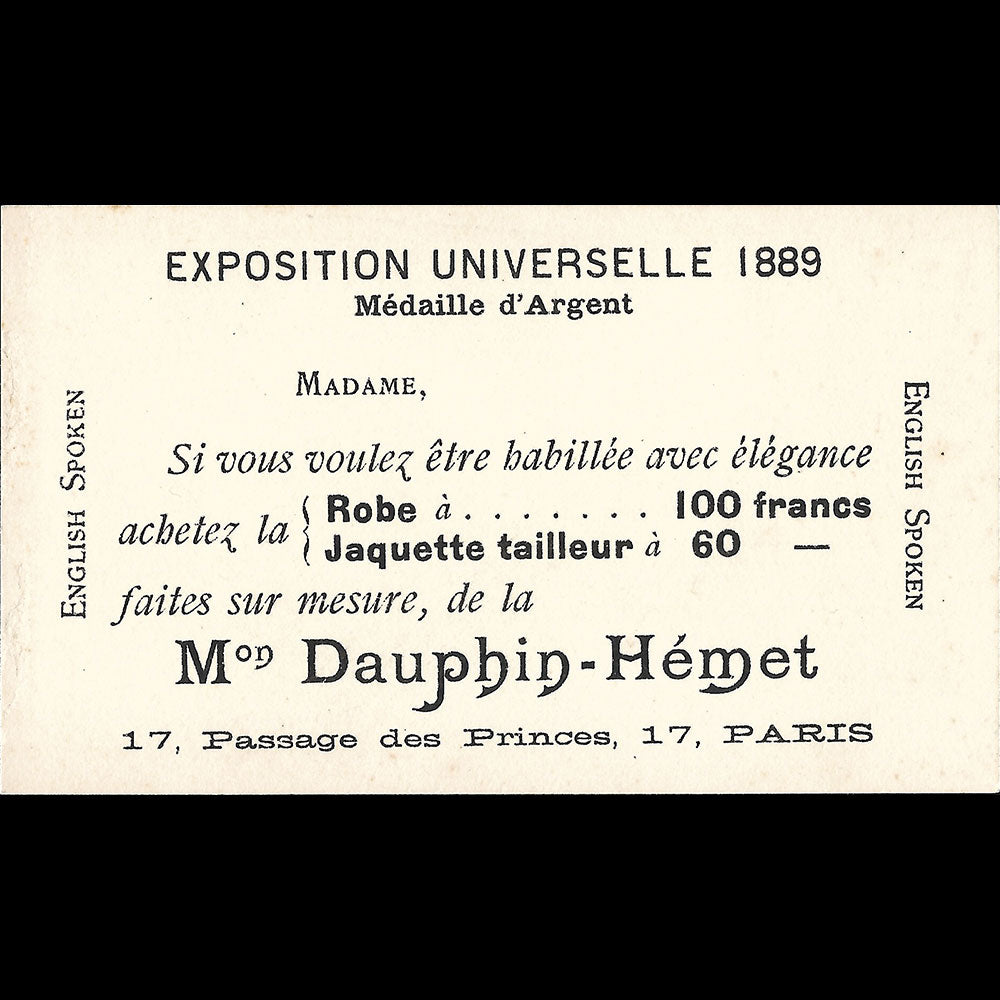 EXPOSITION UNIVERSELLE 1889
Médaille d'Argent
MADAME,
Si vous voulez être habillée avec élégance
achetez la { Robe à . . . . . . . 100 francs
Jaquette tailleur à 60 —
faites sur mesure, de la
Mon Dauphin-Hémet
17, Passage des Princes, 17, PARIS
ENGLISH SPOKEN
ENGLISH SPOKEN